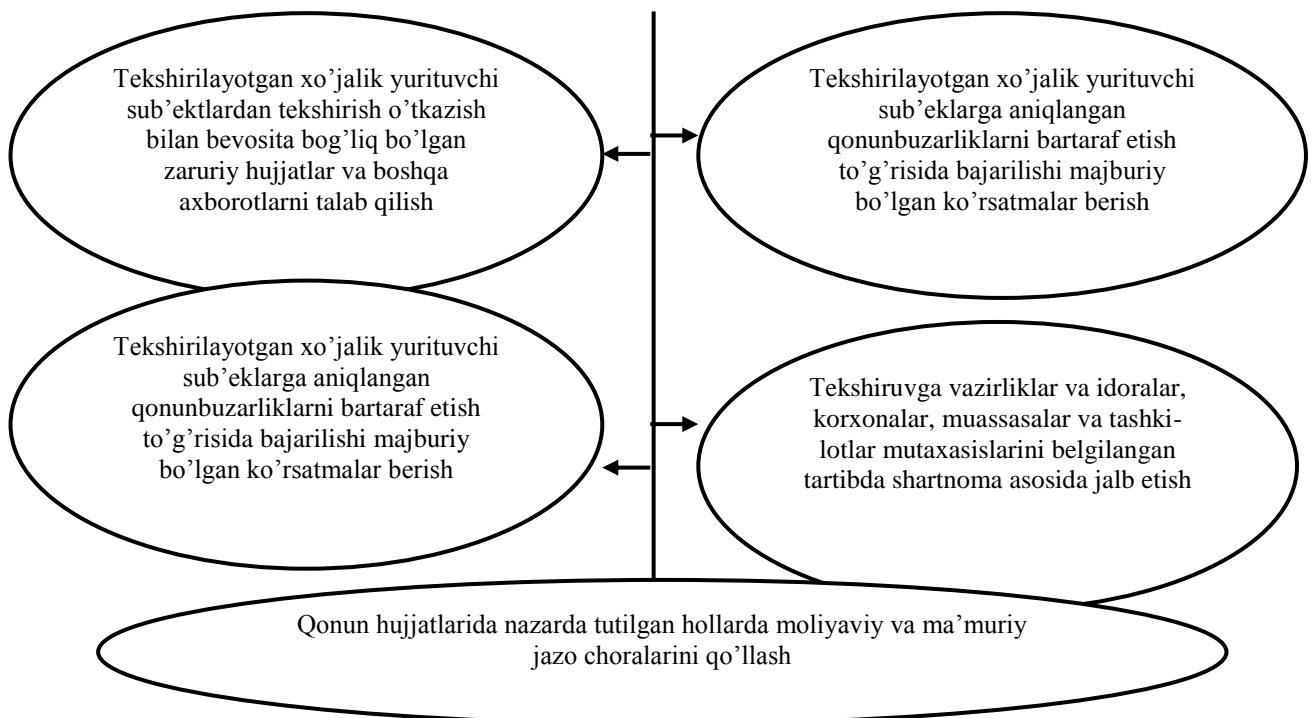 Tekshirilayotgan xo’jalik yurituvchi
sub’ektlardan tekshirish o’tkazish
bilan bevosita bog’liq bo’lgan
zaruriy hujjatlar va boshqa
axborotlarni talab qilish
Tekshirilayotgan xo’jalik yurituvchi
sub’eklarga aniqlangan
qonunbuzarliklarni bartaraf etish
to’g’risida bajarilishi majburiy
bo’lgan ko’rsatmalar berish
Tekshirilayotgan xo’jalik yurituvchi
sub’eklarga aniqlangan
qonunbuzarliklarni bartaraf etish
to’g’risida bajarilishi majburiy
bo’lgan ko’rsatmalar berish
Tekshiruvga vazirliklar va idoralar,
korxonalar, muassasalar va tashki-
lotlar mutaxasislarini belgilangan
tartibda shartnoma asosida jalb etish
Qonun hujjatlarida nazarda tutilgan hollarda moliyaviy va ma’muriy
jazo choralarini qo’llash